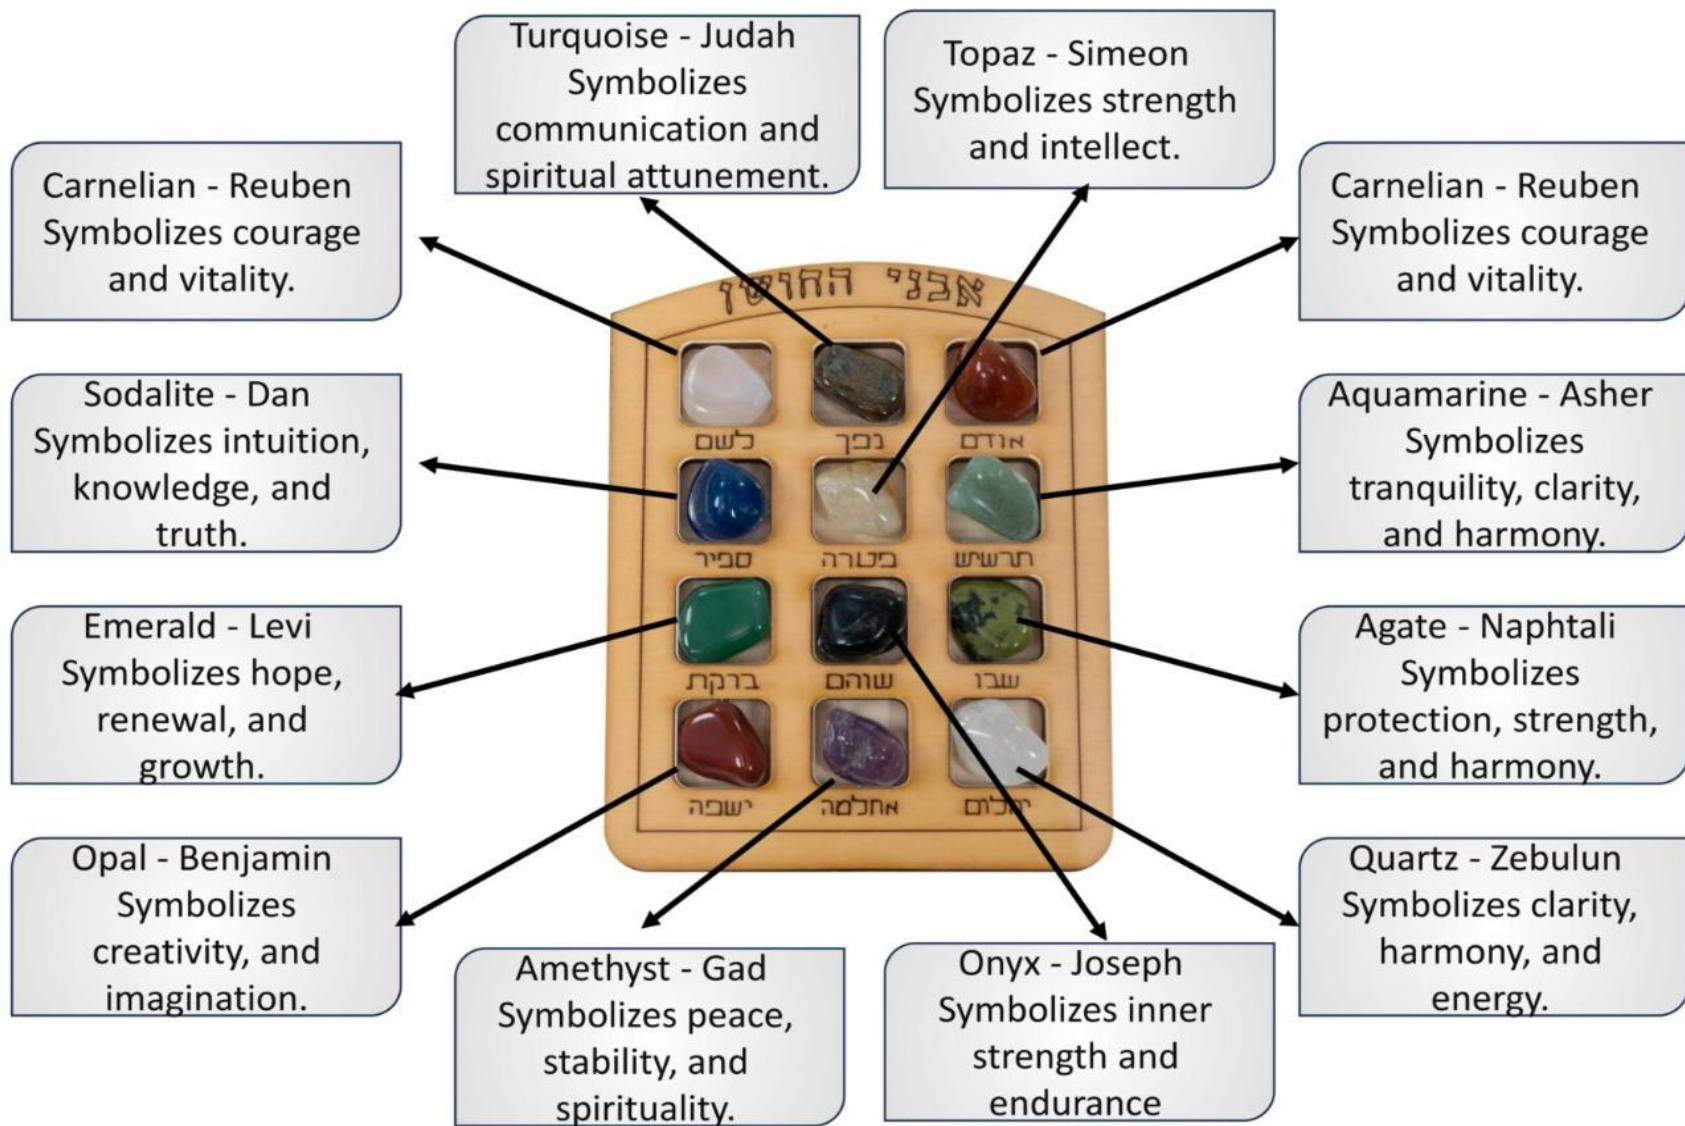 Turquoise - Judah
Symbolizes
communication and
spiritual attunement.
Topaz - Simeon
Symbolizes strength
and intellect.
Carnelian - Reuben
Symbolizes courage
and vitality.
Carnelian - Reuben
Symbolizes courage
and vitality.
אבני החושן
לשם נפך אודם
Sodalite - Dan
Symbolizes intuition,
knowledge, and
truth.
Aquamarine - Asher
Symbolizes
tranquility, clarity,
and harmony.
ספיר פיטרה תרשיש
Emerald - Levi
Symbolizes hope,
renewal, and
growth.
Agate - Naphtali
Symbolizes
protection, strength,
and harmony.
ברקת שוהם שבו
ישפה אחלמה יהלום
Opal - Benjamin
Symbolizes
creativity, and
imagination.
Quartz - Zebulun
Symbolizes clarity,
harmony, and
energy.
Amethyst - Gad
Symbolizes peace,
stability, and
spirituality.
Onyx - Joseph
Symbolizes inner
strength and
endurance